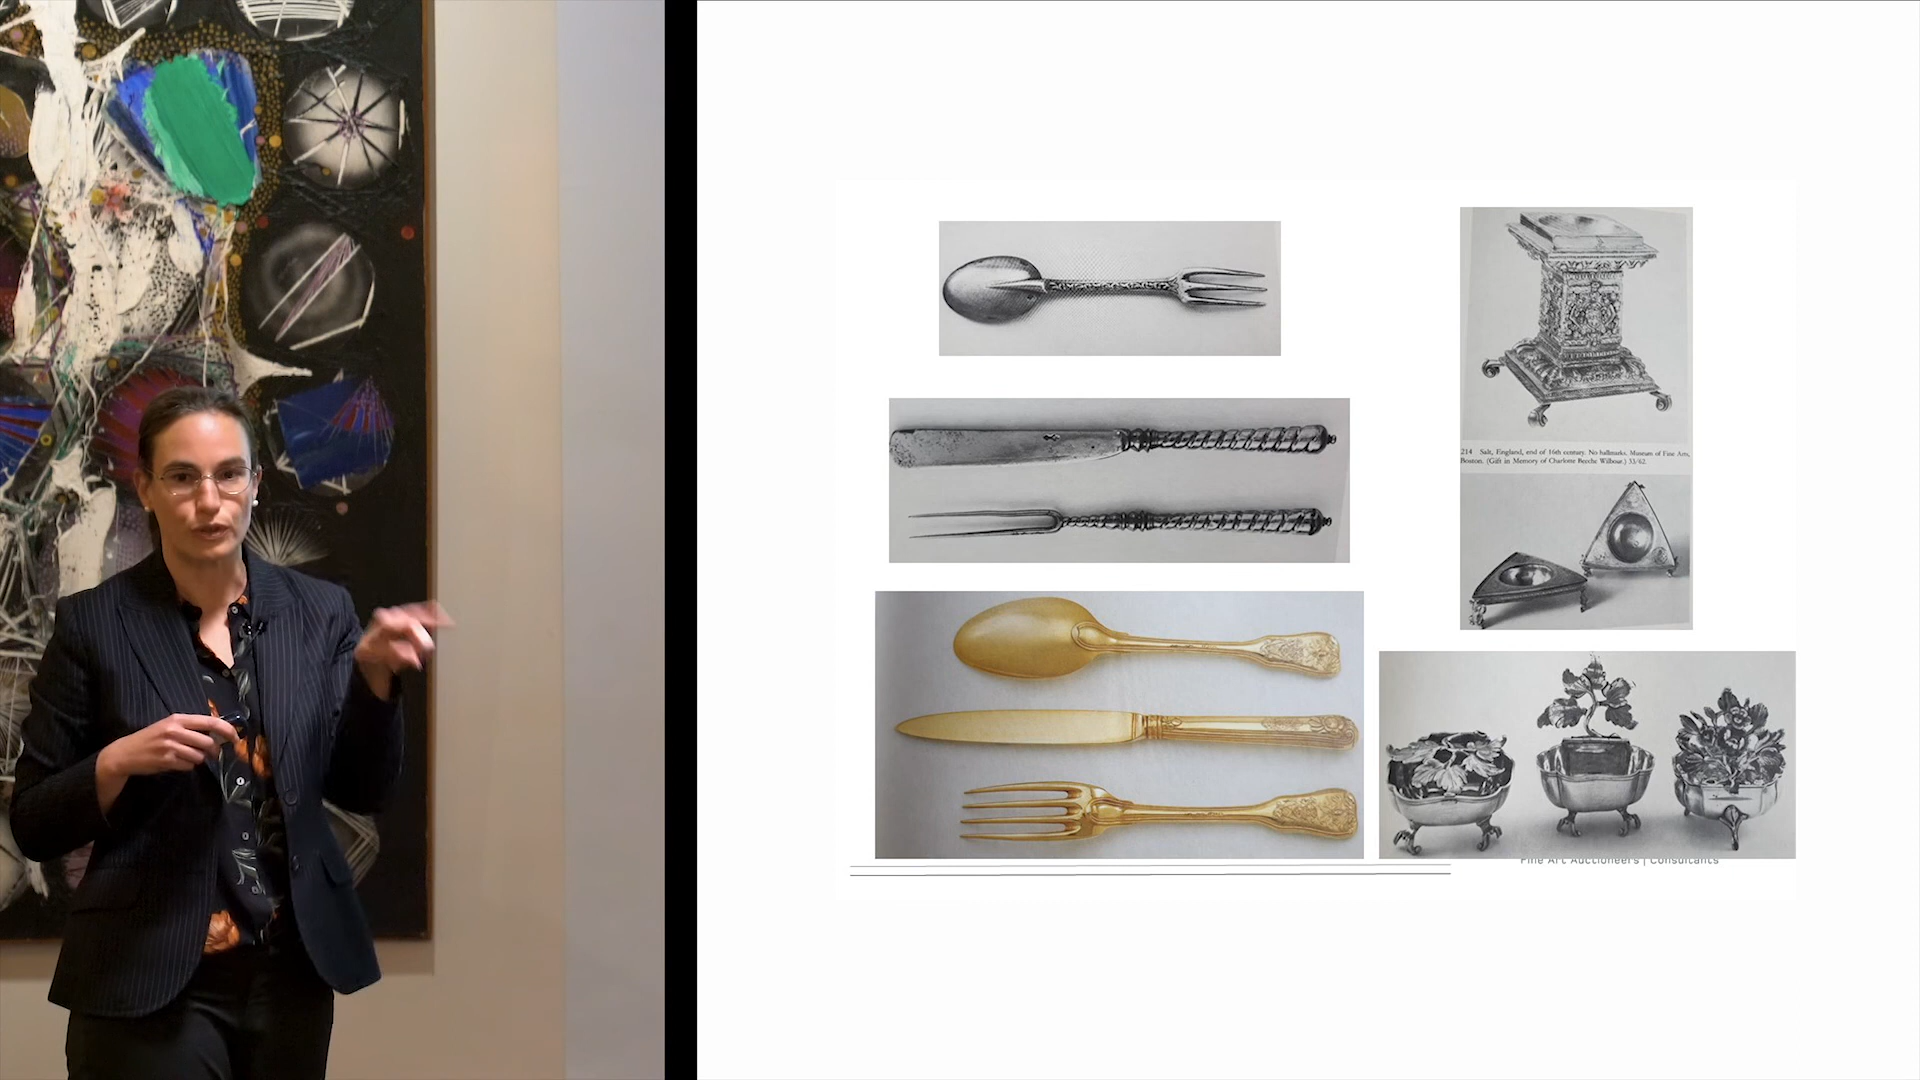 214 Salt, England, end of 16th century. No hallmarks. Museum of Fine Arts,
Boston. (Gift in Memory of Charlotte Beeche Wilbour.) 33/62.
Fine Art Auctioneers | Consultants